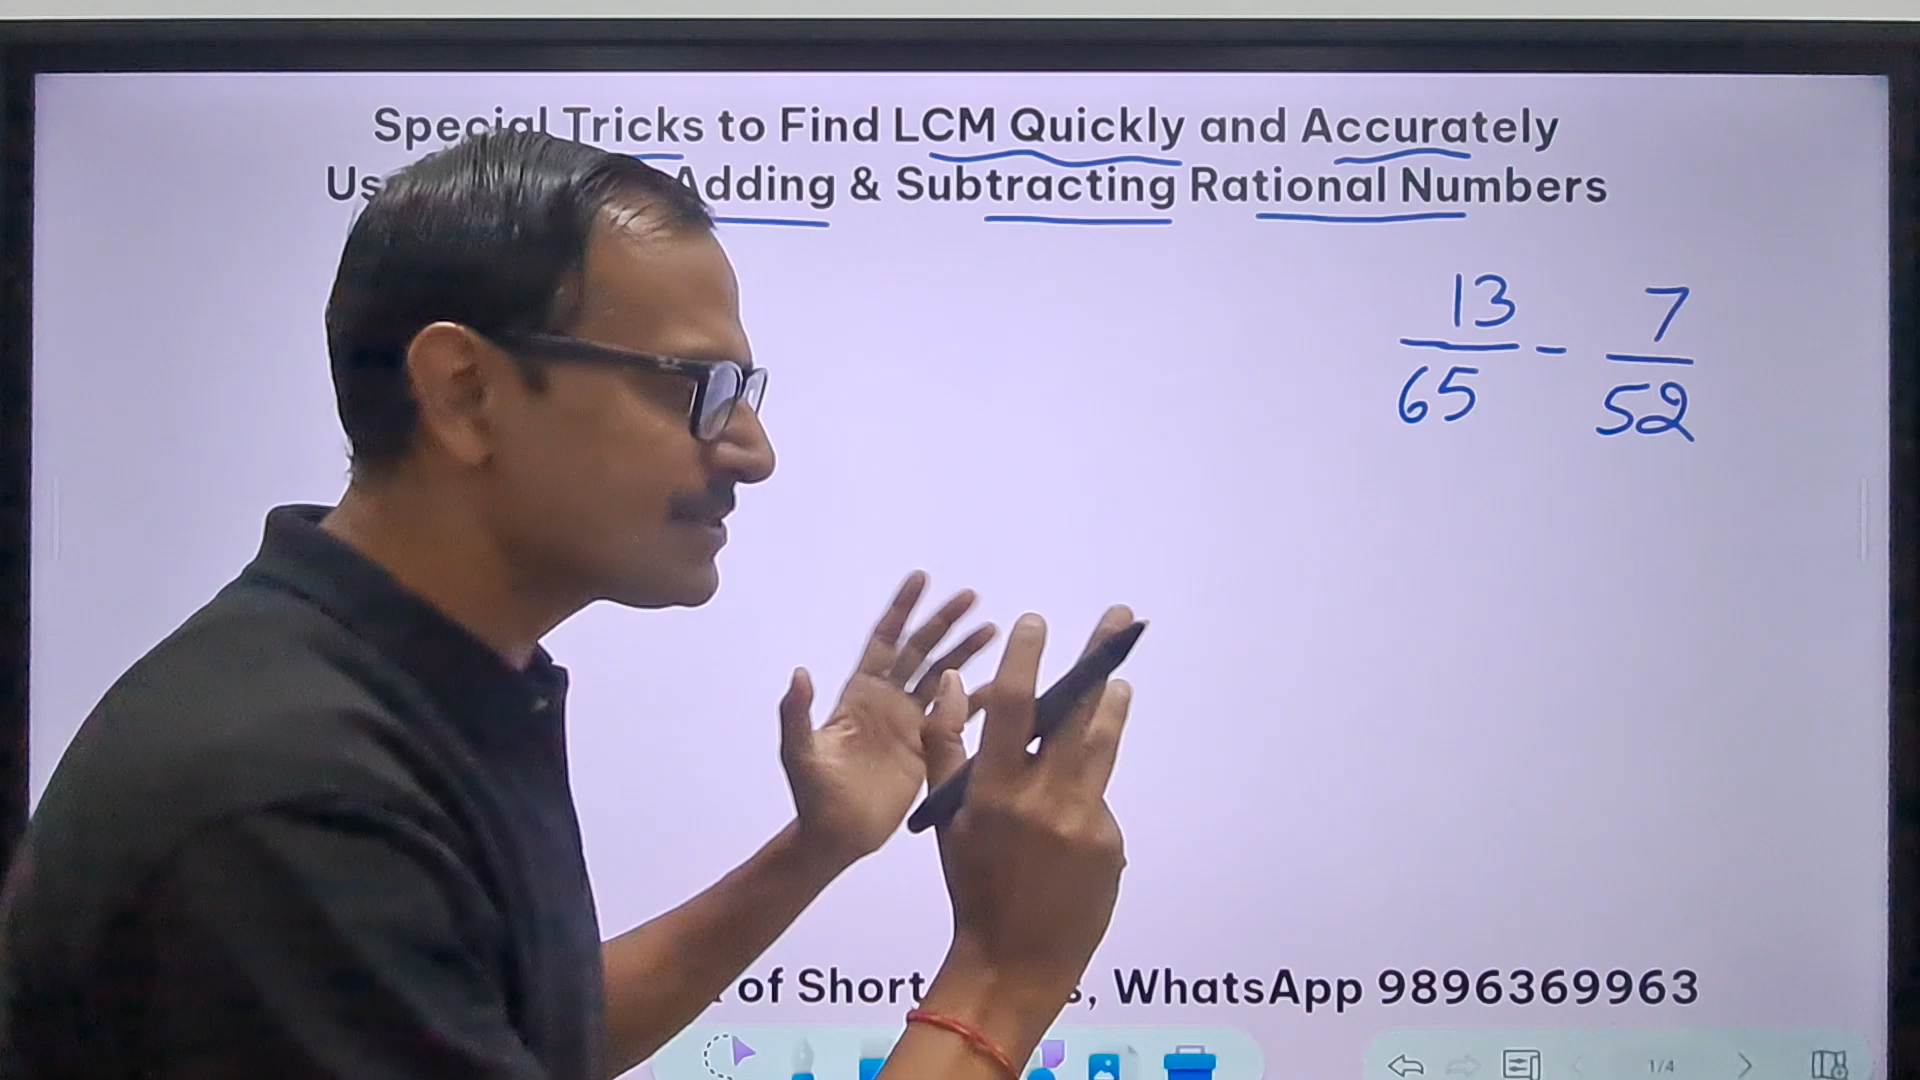 Special Tricks to Find LCM Quickly and Accurately
Adding & Subtracting Rational Numbers
13/65 - 7/52
of Short, WhatsApp 9896369963
1/4